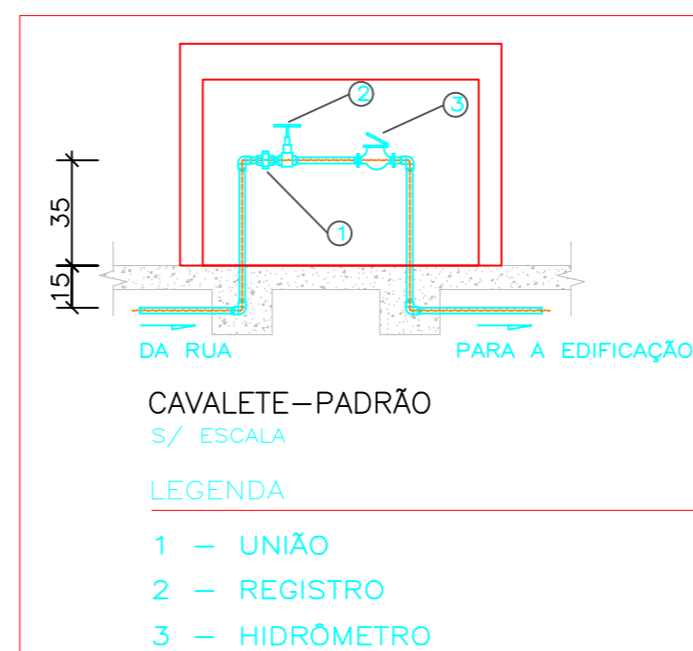 2
3
1
35
15
DA RUA
PARA A EDIFICAÇÃO
CAVALETE-PADRÃO
S/ ESCALA
LEGENDA
1 - UNIÃO
2 - REGISTRO
3 - HIDRÔMETRO